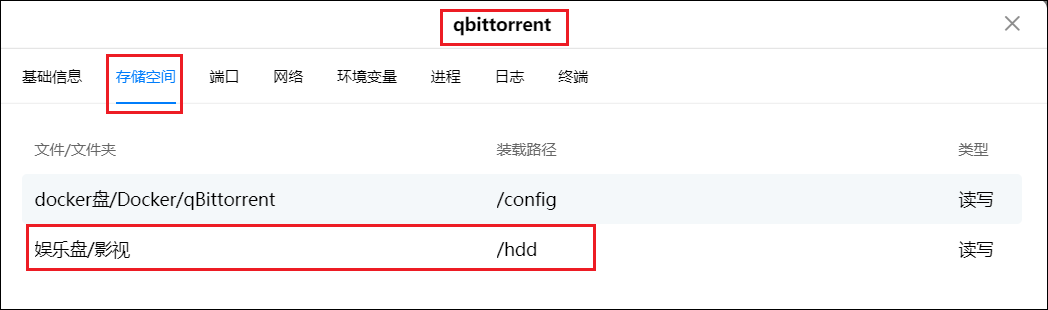 qbittorrent
基础信息 存储空间 端口 网络 环境变量 进程 日志 终端
文件/文件夹 装载路径 类型
docker盘/Docker/qBittorrent /config 读写
娱乐盘/影视 /hdd 读写